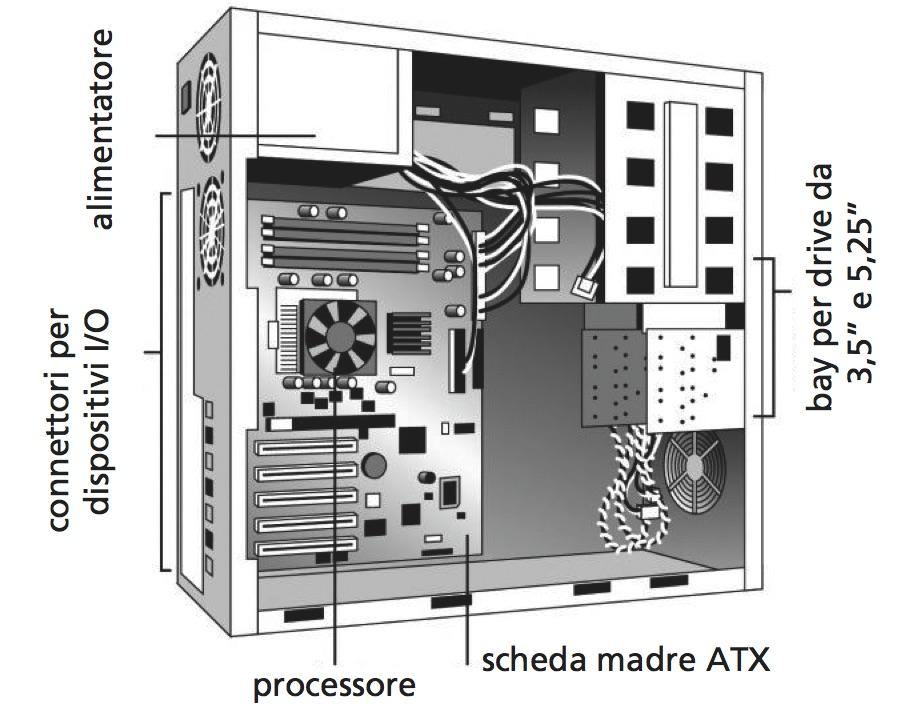 alimentatore
connettori per
dispositivi I/O
bay per drive da
3,5” e 5,25”
scheda madre ATX
processore